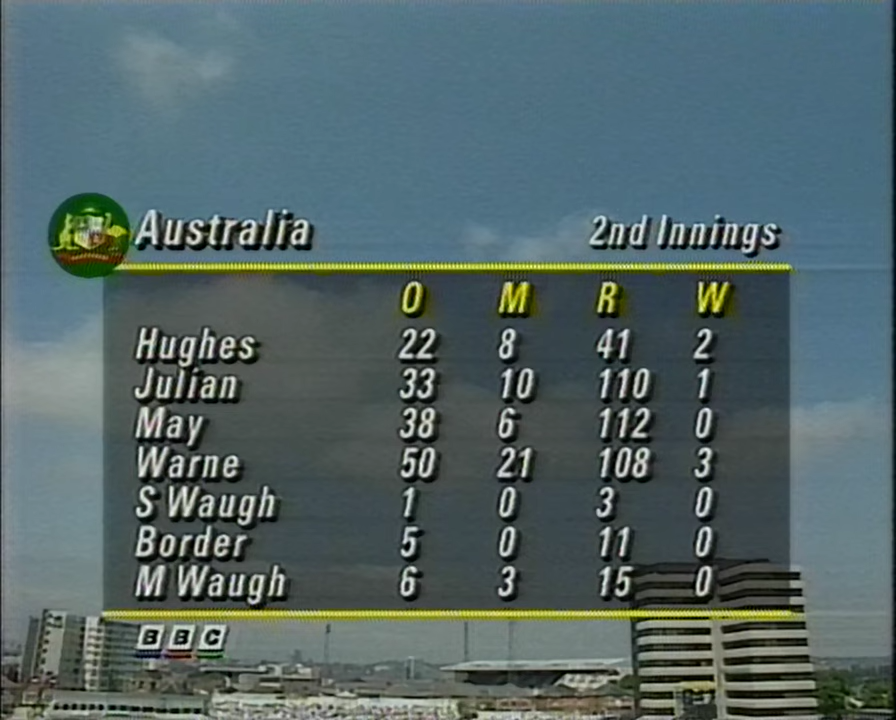 Australia 2nd Innings
O M R W
Hughes 22 8 41 2
Julian 33 10 110 1
May 38 6 112 0
Warne 50 21 108 3
S Waugh 1 0 3 0
Border 5 0 11 0
M Waugh 6 3 15 0
BBC